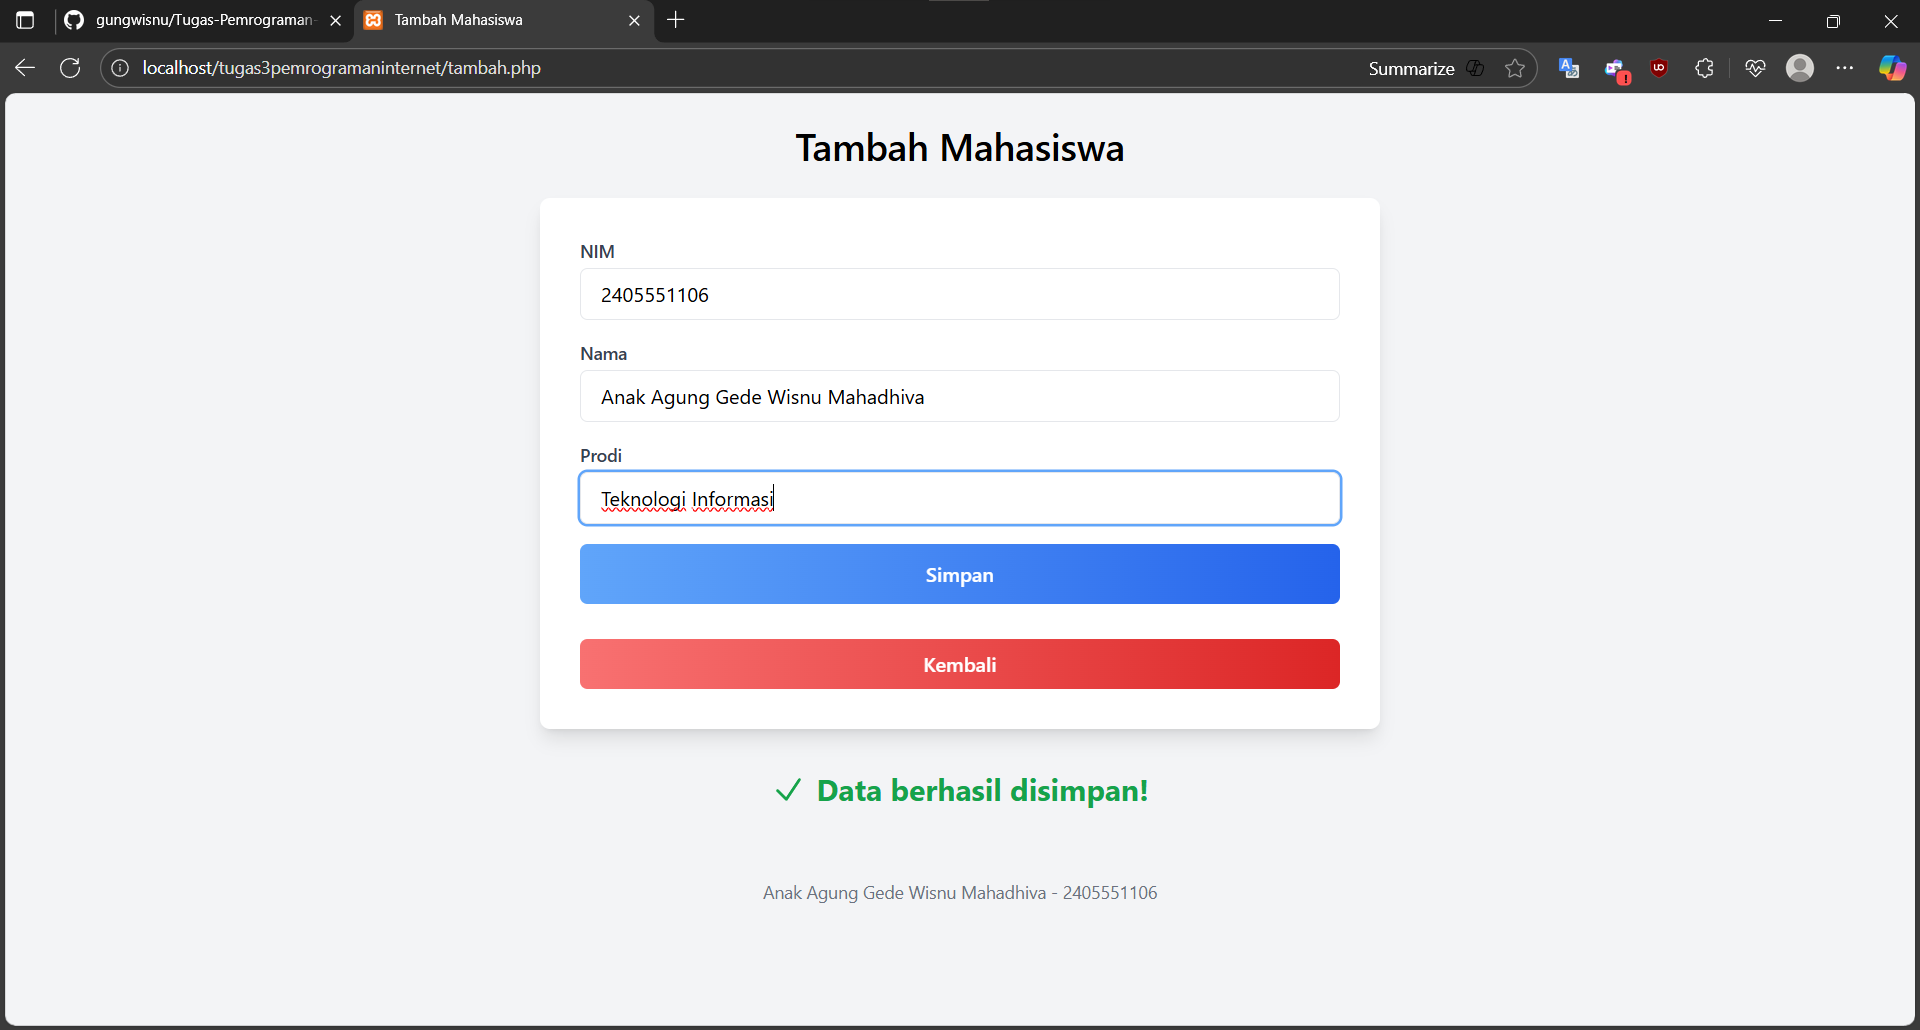 gungwisnu/Tugas-Pemrograman-
Tambah Mahasiswa
localhost/tugas3pemrogramaninternet/tambah.php
Summarize
Tambah Mahasiswa
NIM
2405551106
Nama
Anak Agung Gede Wisnu Mahadhiva
Prodi
Teknologi Informasi
Simpan
Kembali
✓ Data berhasil disimpan!
Anak Agung Gede Wisnu Mahadhiva - 2405551106